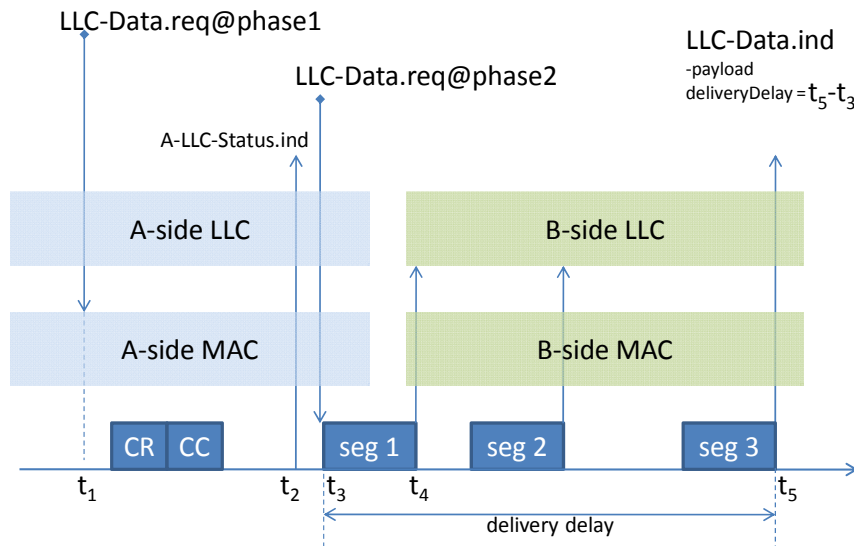 LLC-Data.req@phase1
LLC-Data.req@phase2
LLC-Data.ind
-payload
deliveryDelay = t5-t3
A-LLC-Status.ind
A-side LLC
B-side LLC
A-side MAC
B-side MAC
CR
CC
seg 1
seg 2
seg 3
t1
t2
t3
t4
t5
delivery delay